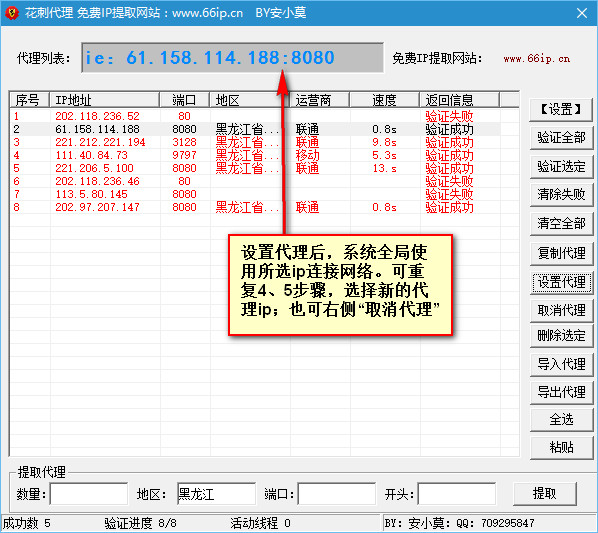 花刺代理 免费IP提取网站：www.66ip.cn BY安小莫
代理列表： ie: 61.158.114.188:8080 免费IP提取网站： www.66ip.cn
序号 IP地址 端口 地区 运营商 速度 返回信息
1 202.118.236.52 80 验证失败
2 61.158.114.188 8080 黑龙江省... 联通 0.8s 验证成功
3 221.212.221.194 3128 黑龙江省... 联通 9.8s 验证成功
4 111.40.84.73 9797 黑龙江省... 移动 5.3s 验证成功
5 221.206.5.100 8080 黑龙江省... 联通 13.s 验证成功
6 202.118.236.46 80 验证失败
7 113.5.80.145 8080 验证失败
8 202.97.207.147 8080 黑龙江省... 联通 0.8s 验证成功
设置代理后，系统全局使
用所选ip连接网络。可重
复4、5步骤，选择新的代
理ip；也可右侧“取消代理”
【设置】
验证全部
验证选定
清除失败
清空全部
复制代理
设置代理
取消代理
删除选定
导入代理
导出代理
全选
粘贴
提取代理
数量： 地区： 黑龙江 端口： 开头： 提取
成功数 5 验证进度 8/8 活动线程 0 BY: 安小莫: QQ: 709295847